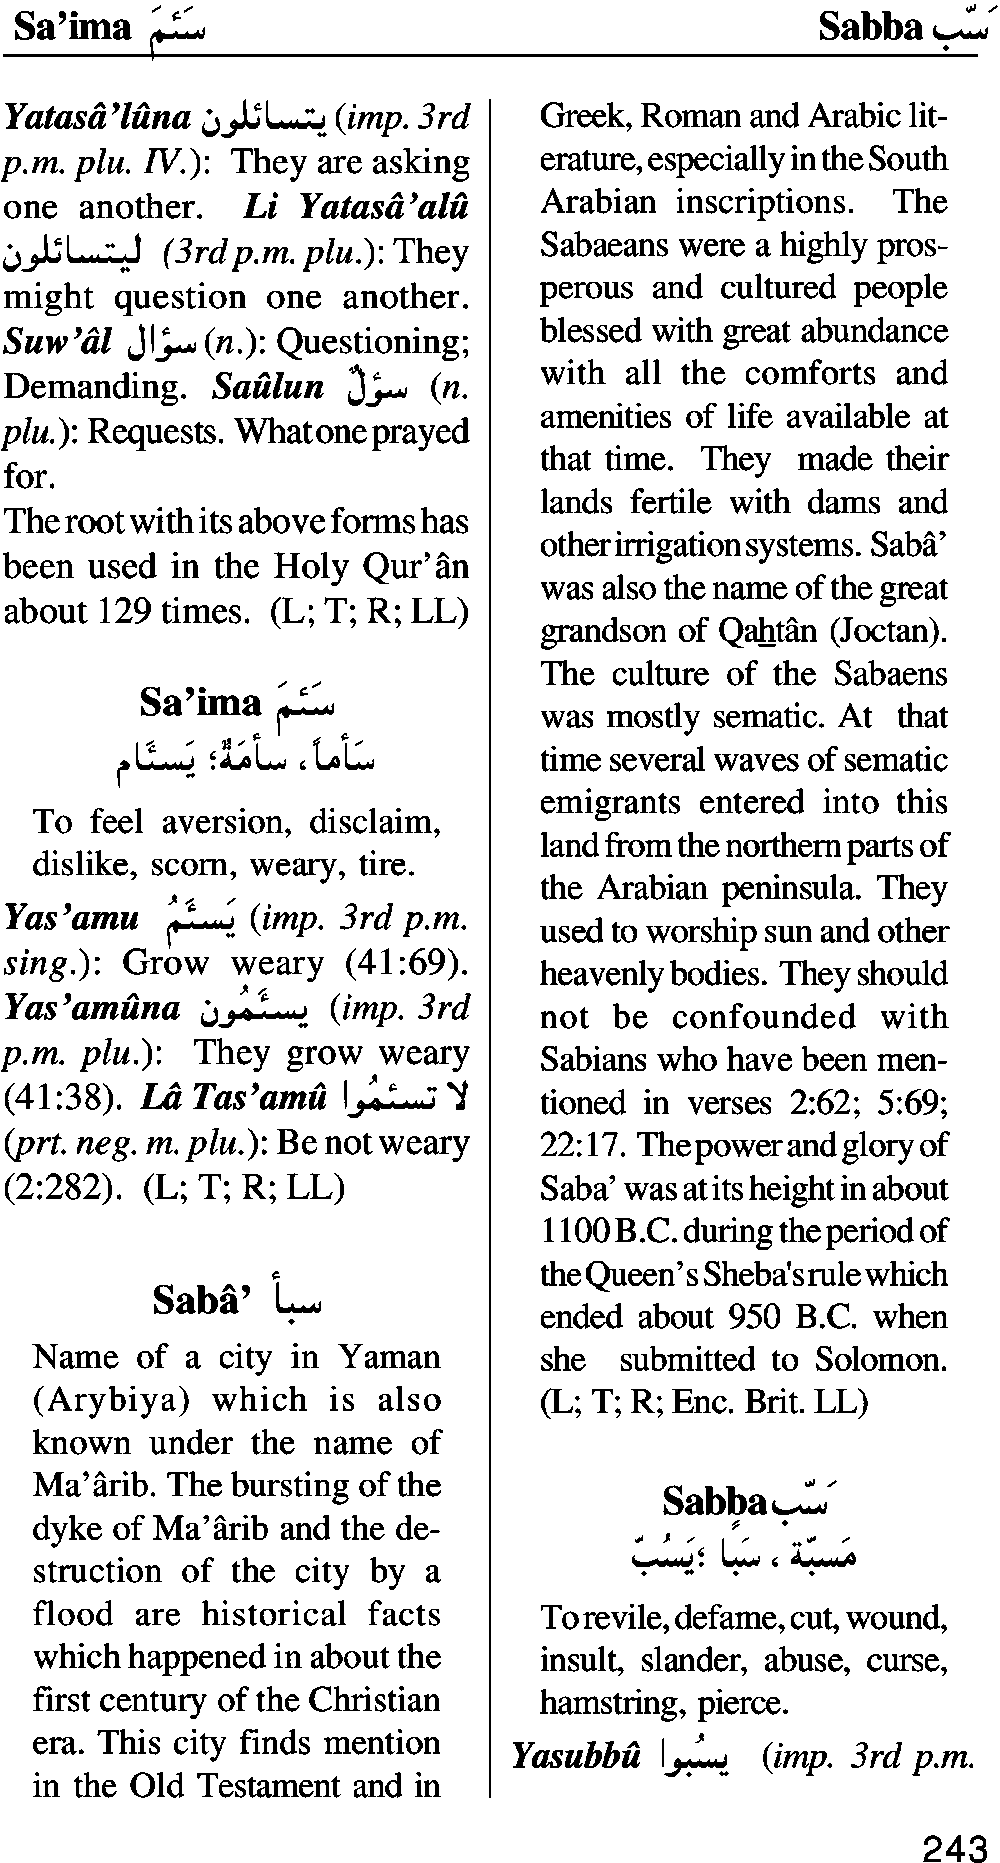 Sa’ima سَئمَ
Sabba سَبّ
Yatasâ’lûna يتسائلون (imp. 3rd
p.m. plu. IV.): They are asking
one another. Li Yatasâ’alû
ليتسائلون (3rd p.m. plu.): They
might question one another.
Suw’âl سؤال (n.): Questioning;
Demanding. Saûlun سؤلٌ (n.
plu.): Requests. What one prayed
for.
The root with its above forms has
been used in the Holy Qur’ân
about 129 times. (L; T; R; LL)
Sa’ima سَئمَ
سَأماً، سأمَةٌ؛ يَسئَام
To feel aversion, disclaim,
dislike, scorn, weary, tire.
Yas’amu يَسئَمُ (imp. 3rd p.m.
sing.): Grow weary (41:69).
Yas’amûna يسئَمُون (imp. 3rd
p.m. plu.): They grow weary
(41:38). Lâ Tas’amû لا تسئمُوا
(prt. neg. m. plu.): Be not weary
(2:282). (L; T; R; LL)
Sabâ’ سبأ
Name of a city in Yaman
(Arybiya) which is also
known under the name of
Ma’ârib. The bursting of the
dyke of Ma’ârib and the de-
struction of the city by a
flood are historical facts
which happened in about the
first century of the Christian
era. This city finds mention
in the Old Testament and in
Greek, Roman and Arabic lit-
erature, especially in the South
Arabian inscriptions. The
Sabaeans were a highly pros-
perous and cultured people
blessed with great abundance
with all the comforts and
amenities of life available at
that time. They made their
lands fertile with dams and
other irrigation systems. Sabâ’
was also the name of the great
grandson of Qahtân (Joctan).
The culture of the Sabaens
was mostly sematic. At that
time several waves of sematic
emigrants entered into this
land from the northern parts of
the Arabian peninsula. They
used to worship sun and other
heavenly bodies. They should
not be confounded with
Sabians who have been men-
tioned in verses 2:62; 5:69;
22:17. The power and glory of
Saba’ was at its height in about
1100 B.C. during the period of
the Queen’s Sheba's rule which
ended about 950 B.C. when
she submitted to Solomon.
(L; T; R; Enc. Brit. LL)
Sabba سَبّ
مَسبّة ، سَبًا ؛يَسُبّ
To revile, defame, cut, wound,
insult, slander, abuse, curse,
hamstring, pierce.
Yasubbû يسُبوا (imp. 3rd p.m.
243